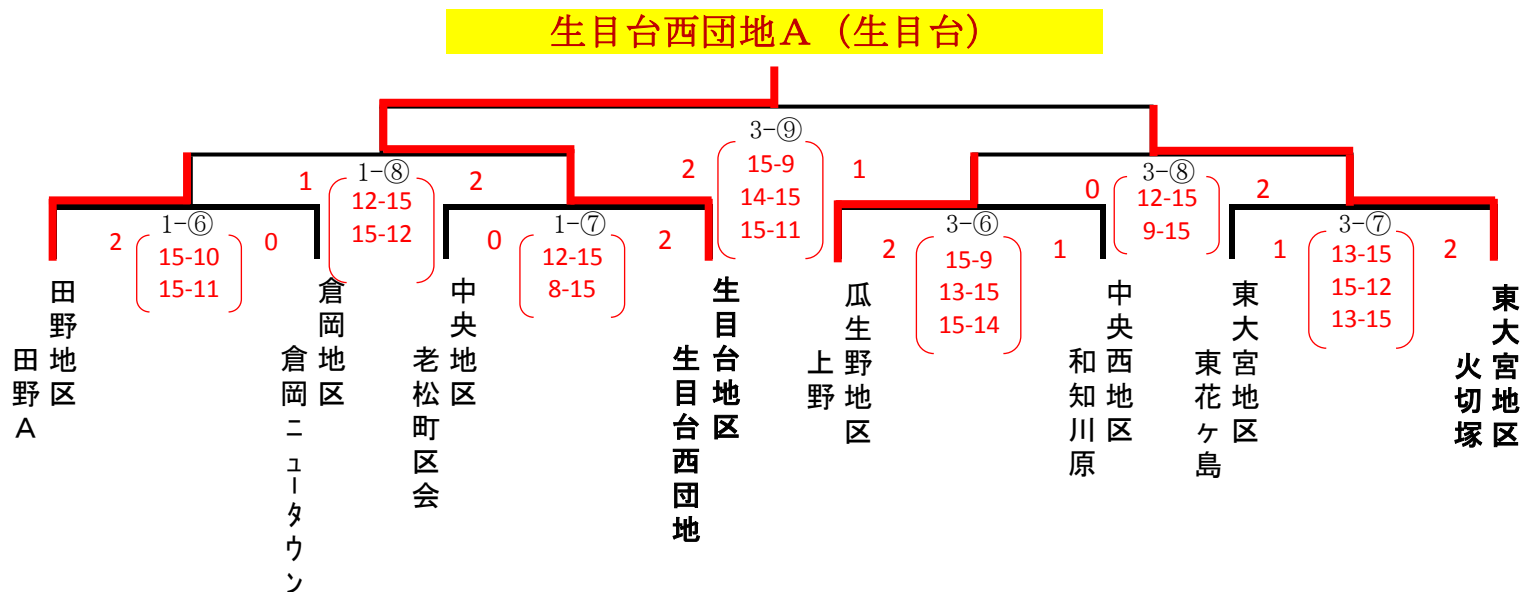 生目台西団地A（生目台）
3-⑨
2
15-9
14-15
15-11
1
1-⑧
1
12-15
15-12
2
3-⑧
0
12-15
9-15
2
1-⑥
2
15-10
15-11
0
1-⑦
0
12-15
8-15
2
3-⑥
2
15-9
13-15
15-14
1
3-⑦
1
13-15
15-12
13-15
2
田野地区
田野A
倉岡地区
倉岡ニュータウン
中央地区
老松町区会
生目台地区
生目台西団地
瓜生野地区
上野
中央西地区
和知川原
東大宮地区
東花ヶ島
東大宮地区
火切塚